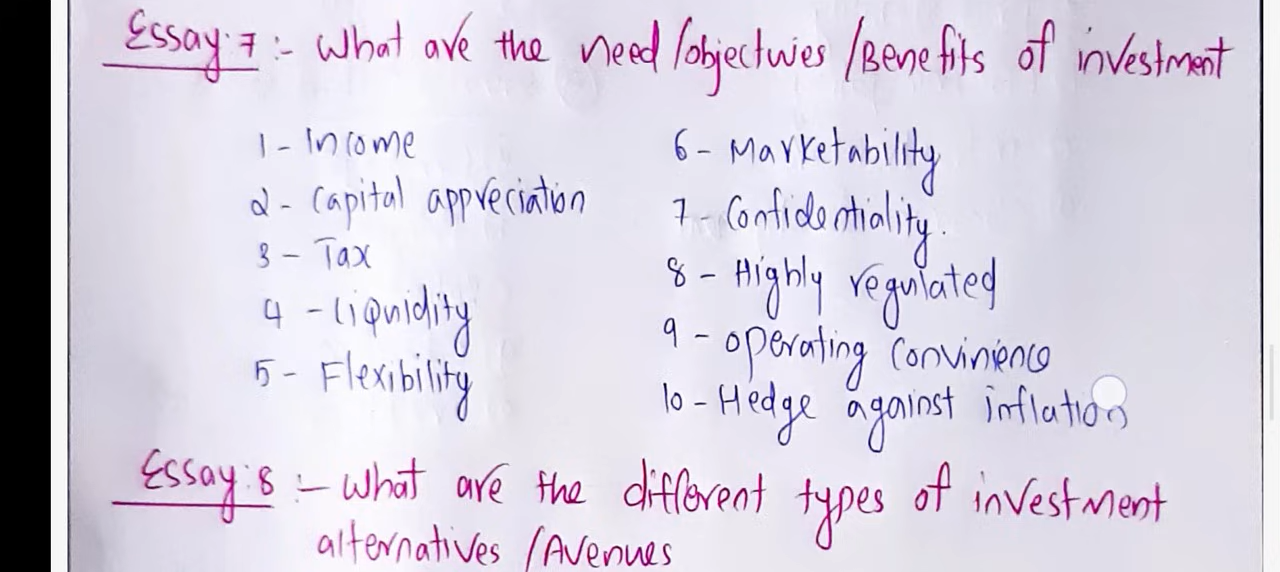 Essay:7 :- What are the need/objectwies/Benefits of investment
1 - Income
2 - Capital appreciation
3 - Tax
4 - Liquidity
5 - Flexibility
6 - Marketability
7 - Confidentiality.
8 - Highly regulated
9 - operating Convinience
10 - Hedge against inflation
Essay:8 :- What are the different types of investment
alternatives /Avenues